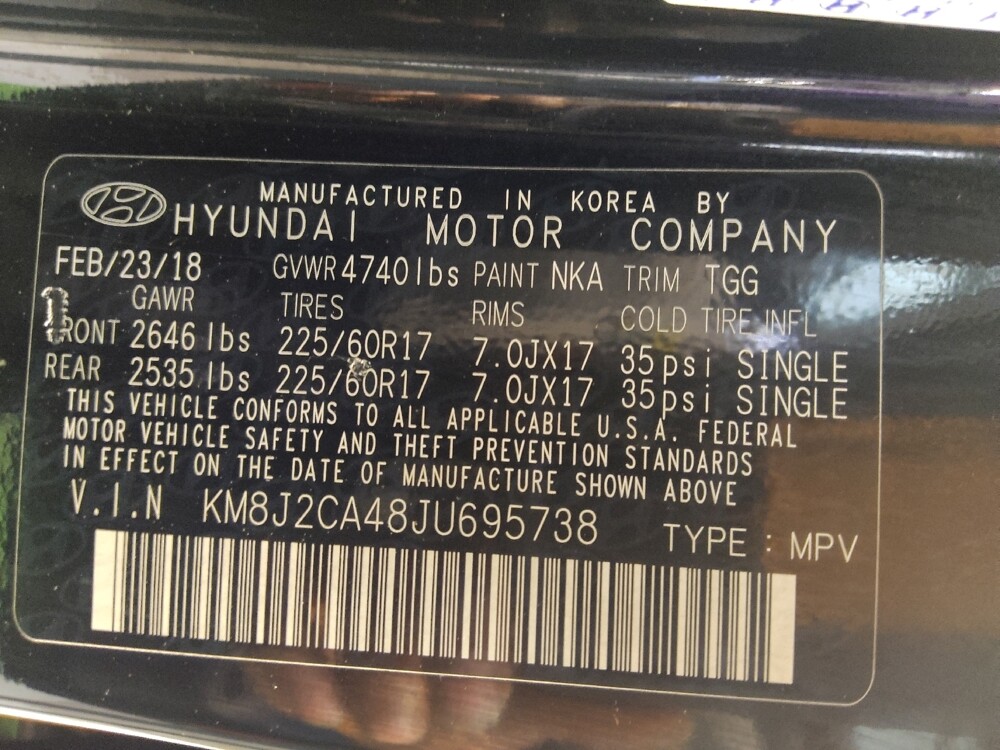 MANUFACTURED IN KOREA BY
HYUNDAI MOTOR COMPANY
FEB/23/18 GVWR 4740lbs PAINT NKA TRIM TGG
GAWR TIRES RIMS COLD TIRE INFL
FRONT 2646 lbs 225/60R17 7.0JX17 35psi SINGLE
REAR 2535 lbs 225/60R17 7.0JX17 35psi SINGLE
THIS VEHICLE CONFORMS TO ALL APPLICABLE U.S.A. FEDERAL
MOTOR VEHICLE SAFETY AND THEFT PREVENTION STANDARDS
IN EFFECT ON THE DATE OF MANUFACTURE SHOWN ABOVE
V.I.N KM8J2CA48JU695738 TYPE : MPV